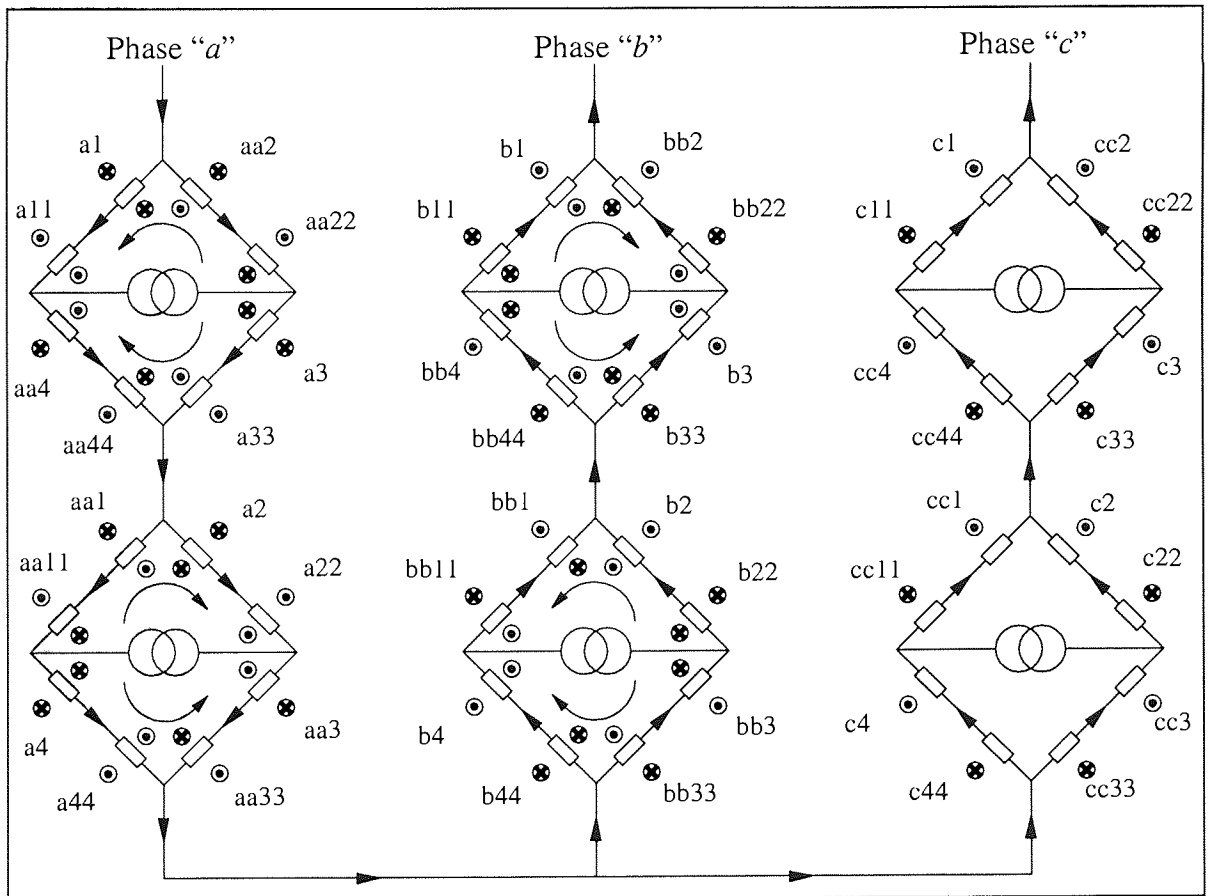 Phase “a” Phase “b” Phase “c”
a1 aa2 b1 bb2 c1 cc2
a11 aa22 b11 bb22 c11 cc22
aa4 a3 bb4 b3 cc4 c3
aa44 a33 bb44 b33 cc44 c33
aa1 a2 bb1 b2 cc1 c2
aa11 a22 bb11 b22 cc11 c22
a4 aa3 b4 bb3 c4 cc3
a44 aa33 b44 bb33 c44 cc33